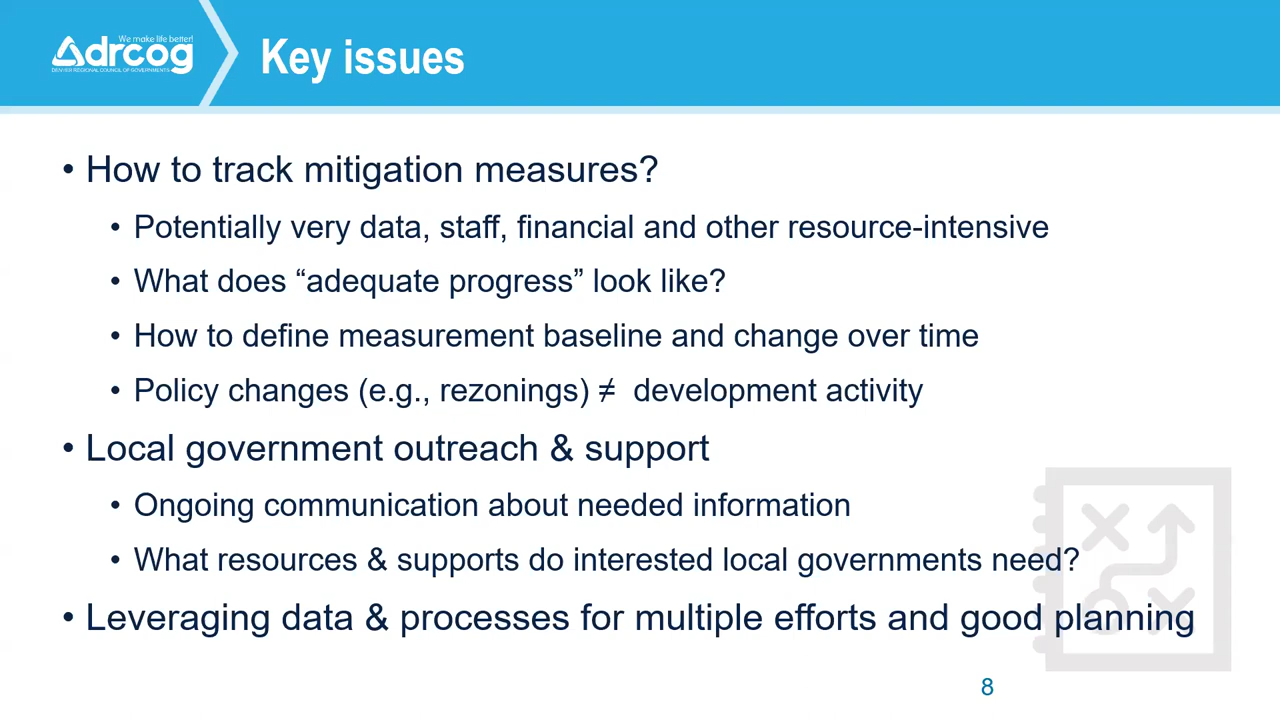 We make life better!
drcog
DENVER REGIONAL COUNCIL OF GOVERNMENTS
Key issues
• How to track mitigation measures?
• Potentially very data, staff, financial and other resource-intensive
• What does “adequate progress” look like?
• How to define measurement baseline and change over time
• Policy changes (e.g., rezonings) ≠ development activity
• Local government outreach & support
• Ongoing communication about needed information
• What resources & supports do interested local governments need?
• Leveraging data & processes for multiple efforts and good planning
8